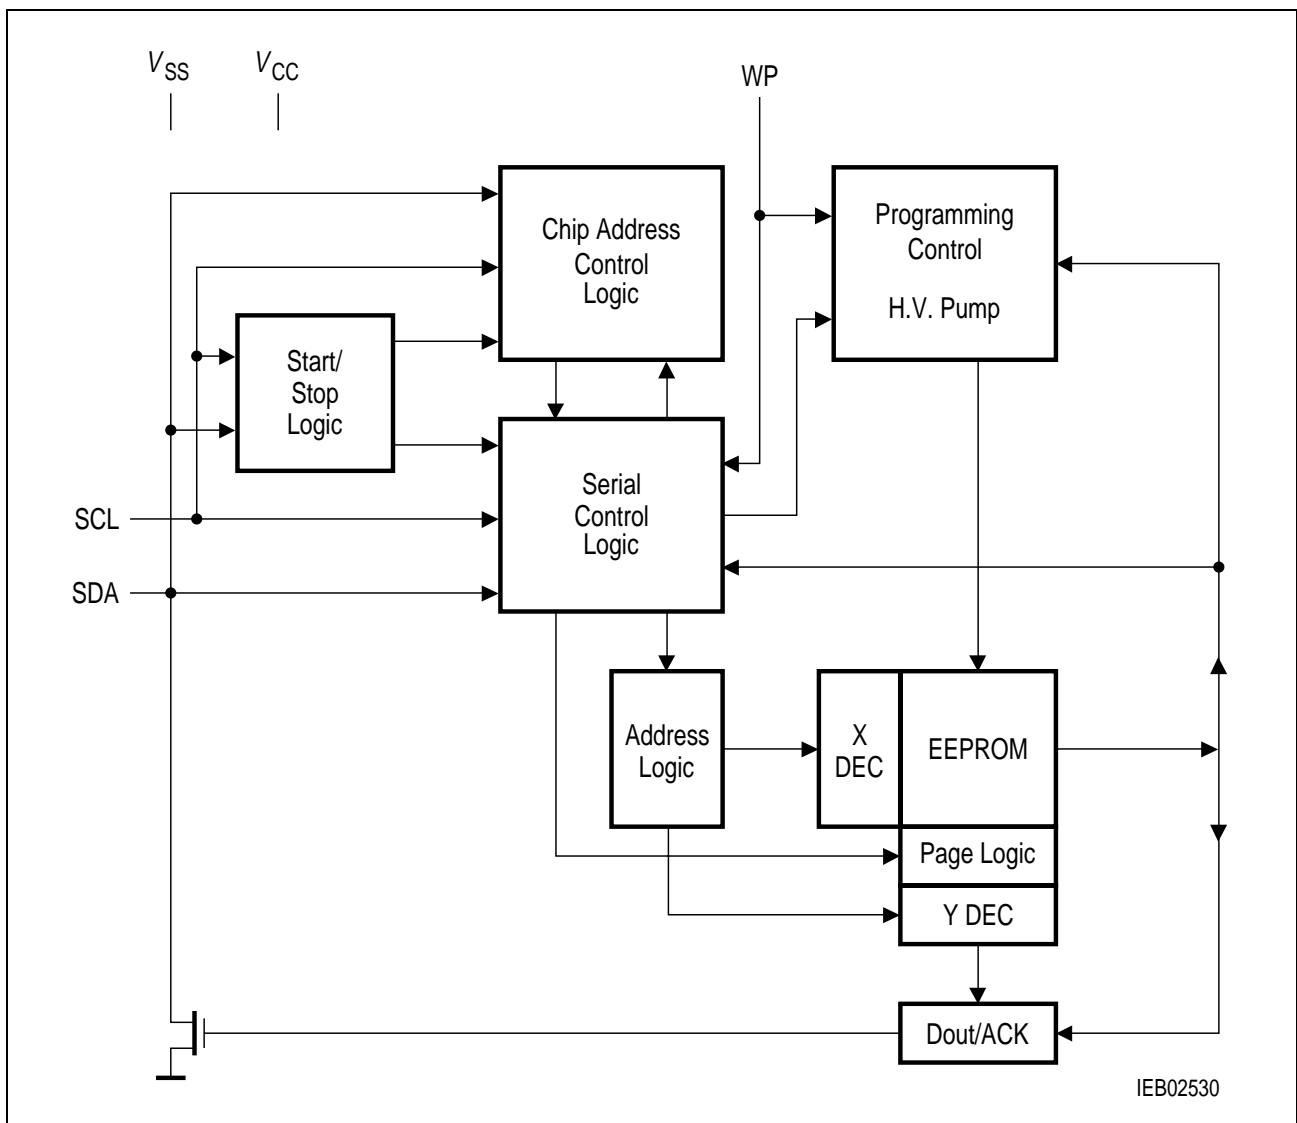 VSS
VCC
WP
Chip Address
Control
Logic
Programming
Control
H.V. Pump
Start/
Stop
Logic
Serial
Control
Logic
SCL
SDA
Address
Logic
X
DEC
EEPROM
Page Logic
Y DEC
Dout/ACK
IEB02530